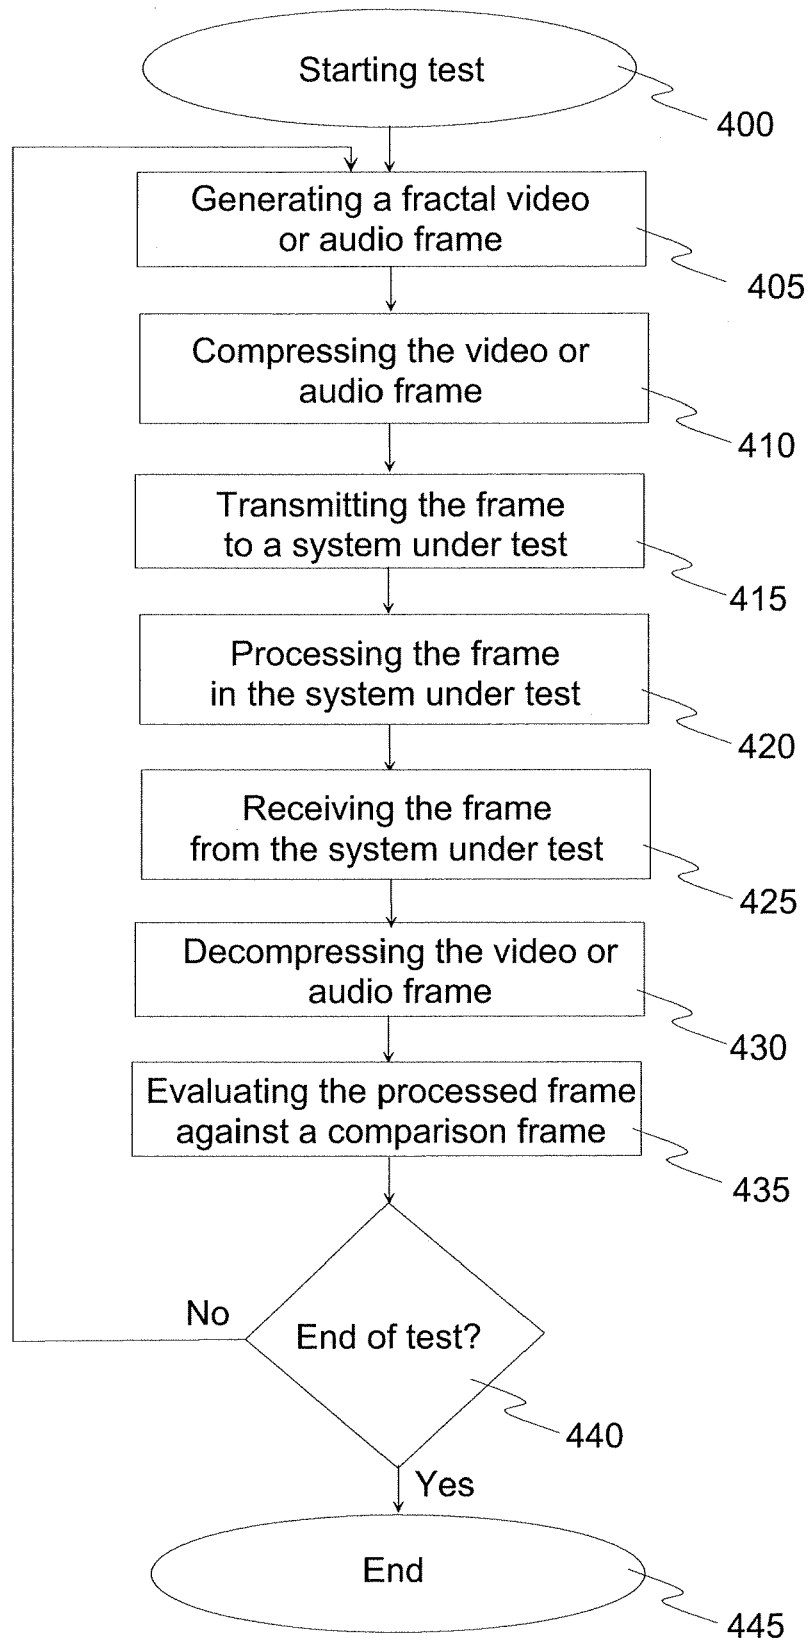 Starting test
400
Generating a fractal video
or audio frame
405
Compressing the video or
audio frame
410
Transmitting the frame
to a system under test
415
Processing the frame
in the system under test
420
Receiving the frame
from the system under test
425
Decompressing the video or
audio frame
430
Evaluating the processed frame
against a comparison frame
435
No
End of test?
440
Yes
End
445